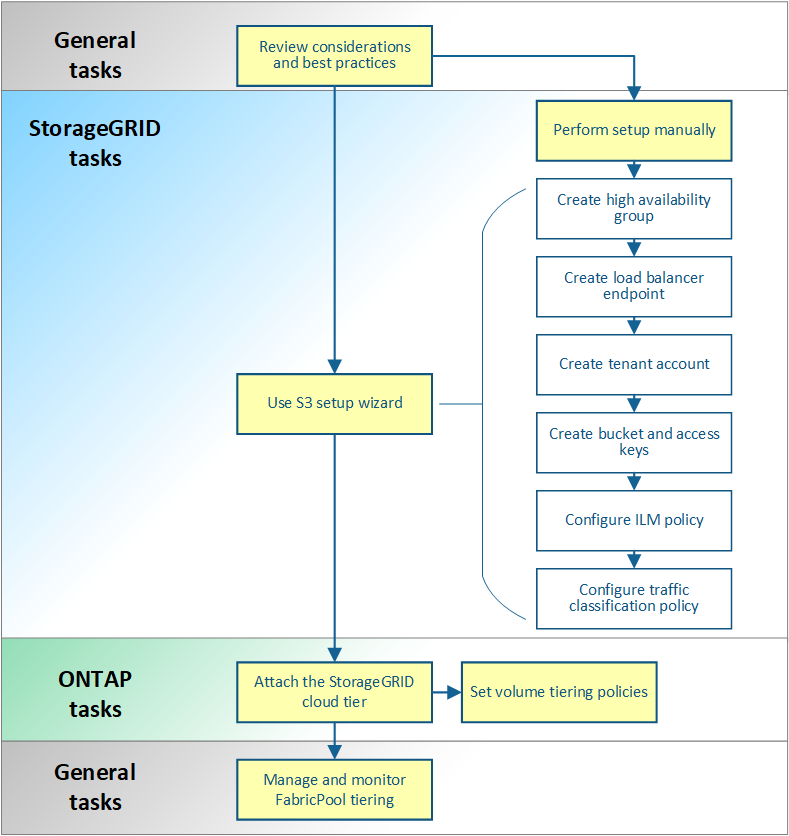 General
tasks
Review considerations
and best practices
StorageGRID
tasks
Perform setup manually
Create high availability
group
Create load balancer
endpoint
Create tenant account
Use S3 setup wizard
Create bucket and access
keys
Configure ILM policy
Configure traffic
classification policy
ONTAP
tasks
Attach the StorageGRID
cloud tier
Set volume tiering policies
General
tasks
Manage and monitor
FabricPool tiering